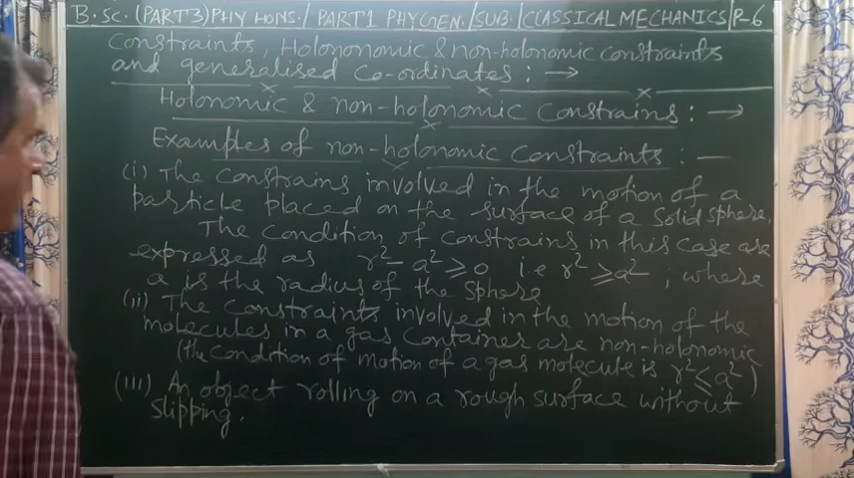 B.Sc. (PART3) PHY HONS. / PART1 PHYGEN. / SUB. / CLASSICAL MECHANICS / P-6
Constraints, Holononomic & non-holonomic constraints
and generalised co-ordinates : →
Holonomic & non-holonomic constrains : →
Examples of non-holonomic constraints : —
(i) The constrains involved in the motion of a
particle placed on the surface of a solid sphere.
The condition of constrains in this case are
expressed as r² - a² ≥ 0 i.e r² ≥ a² , where
a is the radius of the sphere
(ii) The constraints involved in the motion of the
molecules in a gas container are non-holonomic
(the condition of motion of a gas molecule is r² ≤ a² )
(iii) An object rolling on a rough surface without
slipping.